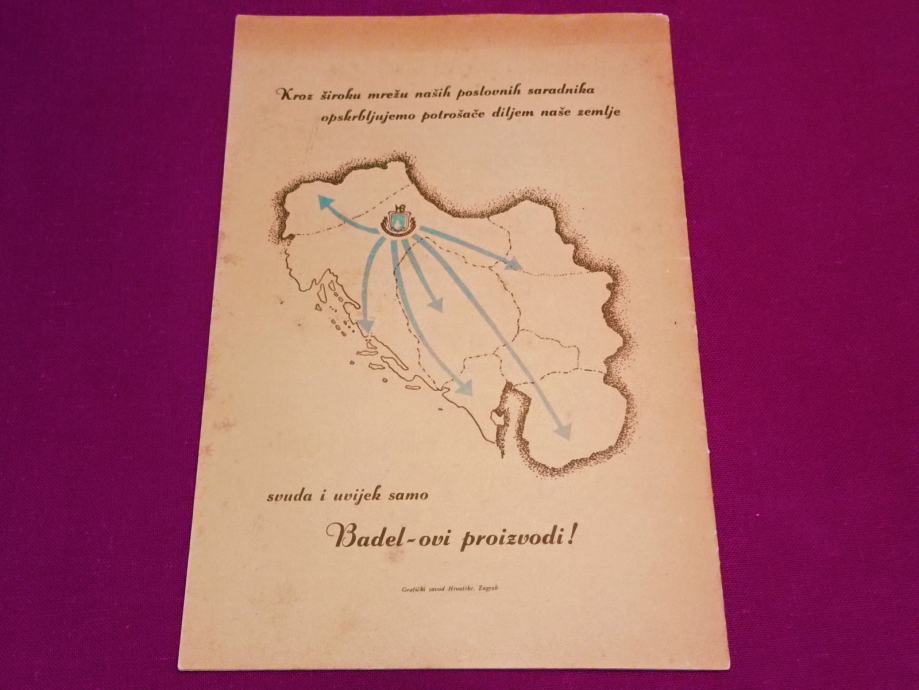 Kroz široku mrežu naših poslovnih saradnika
opskrbljujemo potrošače diljem naše zemlje
svuda i uvijek samo
Badel-ovi proizvodi!
Grafički zavod Hrvatske, Zagreb